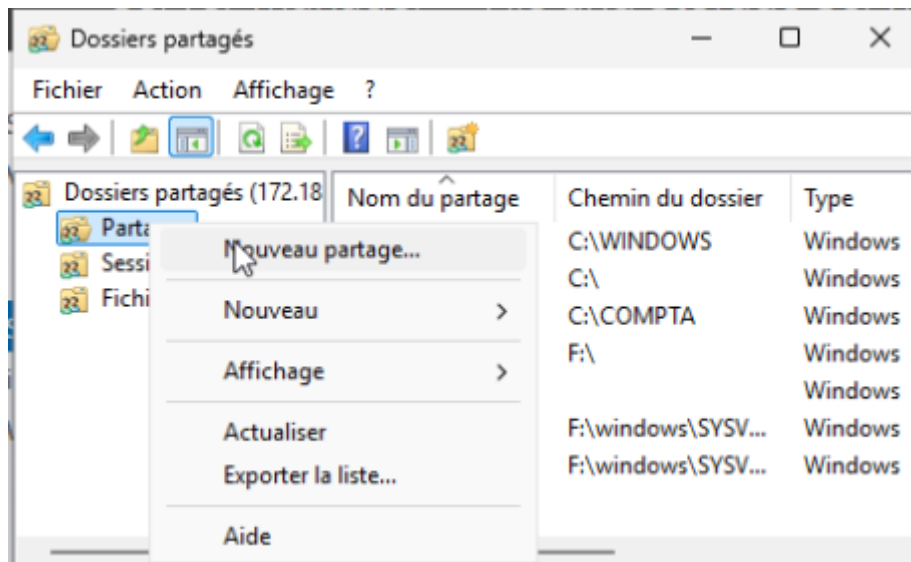 Dossiers partagés
Fichier Action Affichage ?
Dossiers partagés (172.18
Nom du partage Chemin du dossier Type
Parta
Sessi
Fichi
Nouveau partage...
Nouveau
Affichage
Actualiser
Exporter la liste...
Aide
C:\WINDOWS Windows
C:\ Windows
C:\COMPTA Windows
F:\ Windows
Windows
F:\windows\SYSV... Windows
F:\windows\SYSV... Windows